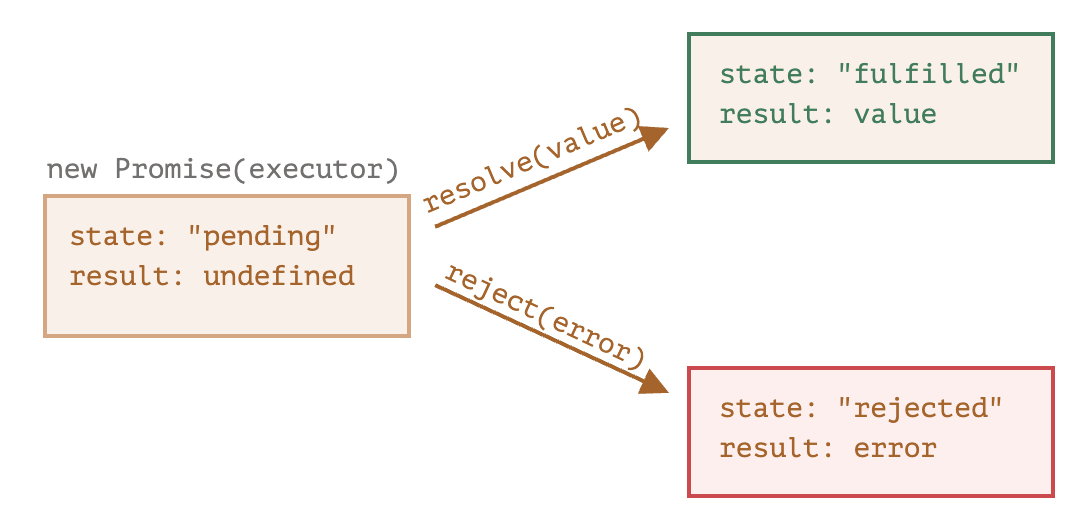 new Promise(executor)
state: "pending"
result: undefined
resolve(value)
reject(error)
state: "fulfilled"
result: value
state: "rejected"
result: error